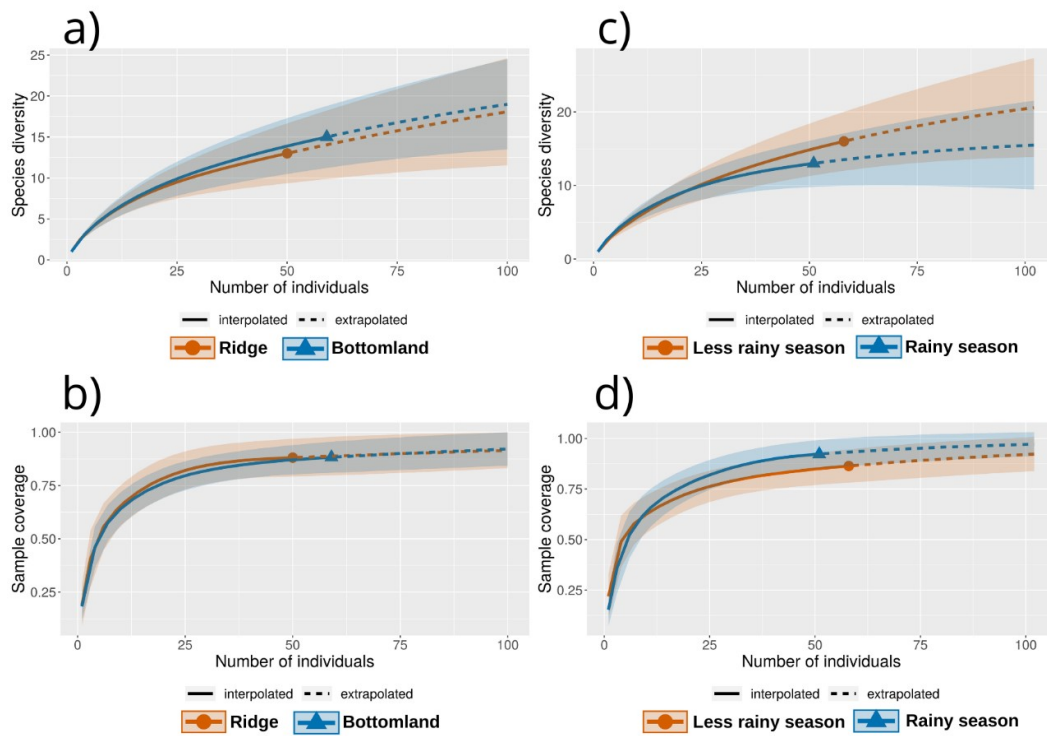 a)
Species diversity
25
20
15
10
5
0
0 25 50 75 100
Number of individuals
interpolated extrapolated
Ridge Bottomland
c)
Species diversity
20
10
0
0 25 50 75 100
Number of individuals
interpolated extrapolated
Less rainy season Rainy season
b)
Sample coverage
1.00
0.75
0.50
0.25
0 25 50 75 100
Number of individuals
interpolated extrapolated
Ridge Bottomland
d)
Sample coverage
1.00
0.75
0.50
0.25
0 25 50 75 100
Number of individuals
interpolated extrapolated
Less rainy season Rainy season